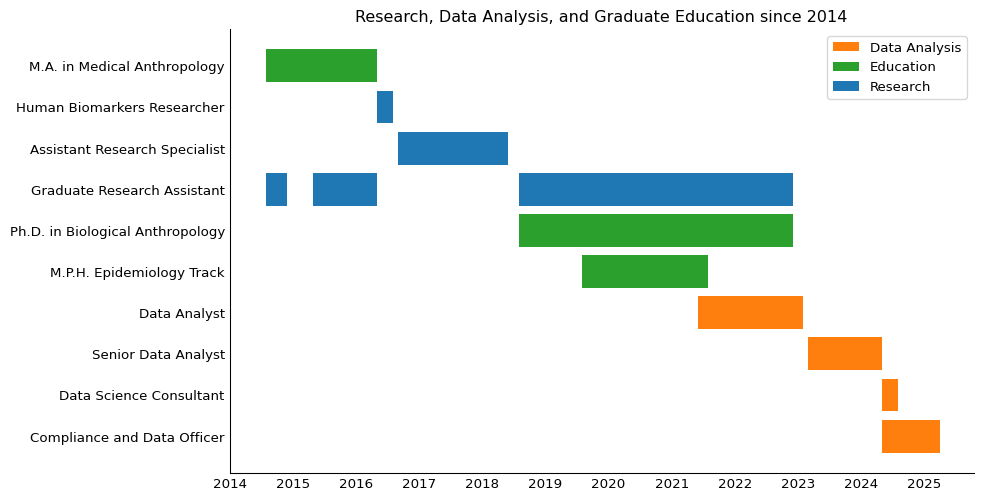 Research, Data Analysis, and Graduate Education since 2014
Data Analysis
Education
Research
M.A. in Medical Anthropology
Human Biomarkers Researcher
Assistant Research Specialist
Graduate Research Assistant
Ph.D. in Biological Anthropology
M.P.H. Epidemiology Track
Data Analyst
Senior Data Analyst
Data Science Consultant
Compliance and Data Officer
2014 2015 2016 2017 2018 2019 2020 2021 2022 2023 2024 2025